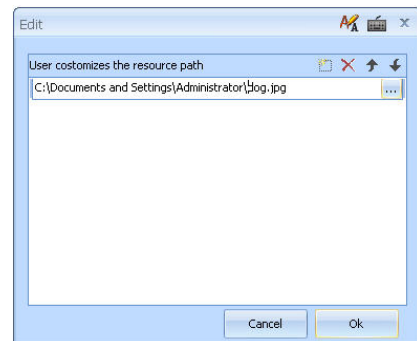 Edit
User costomizes the resource path
C:\Documents and Settings\Administrator\dog.jpg
...
Cancel
Ok